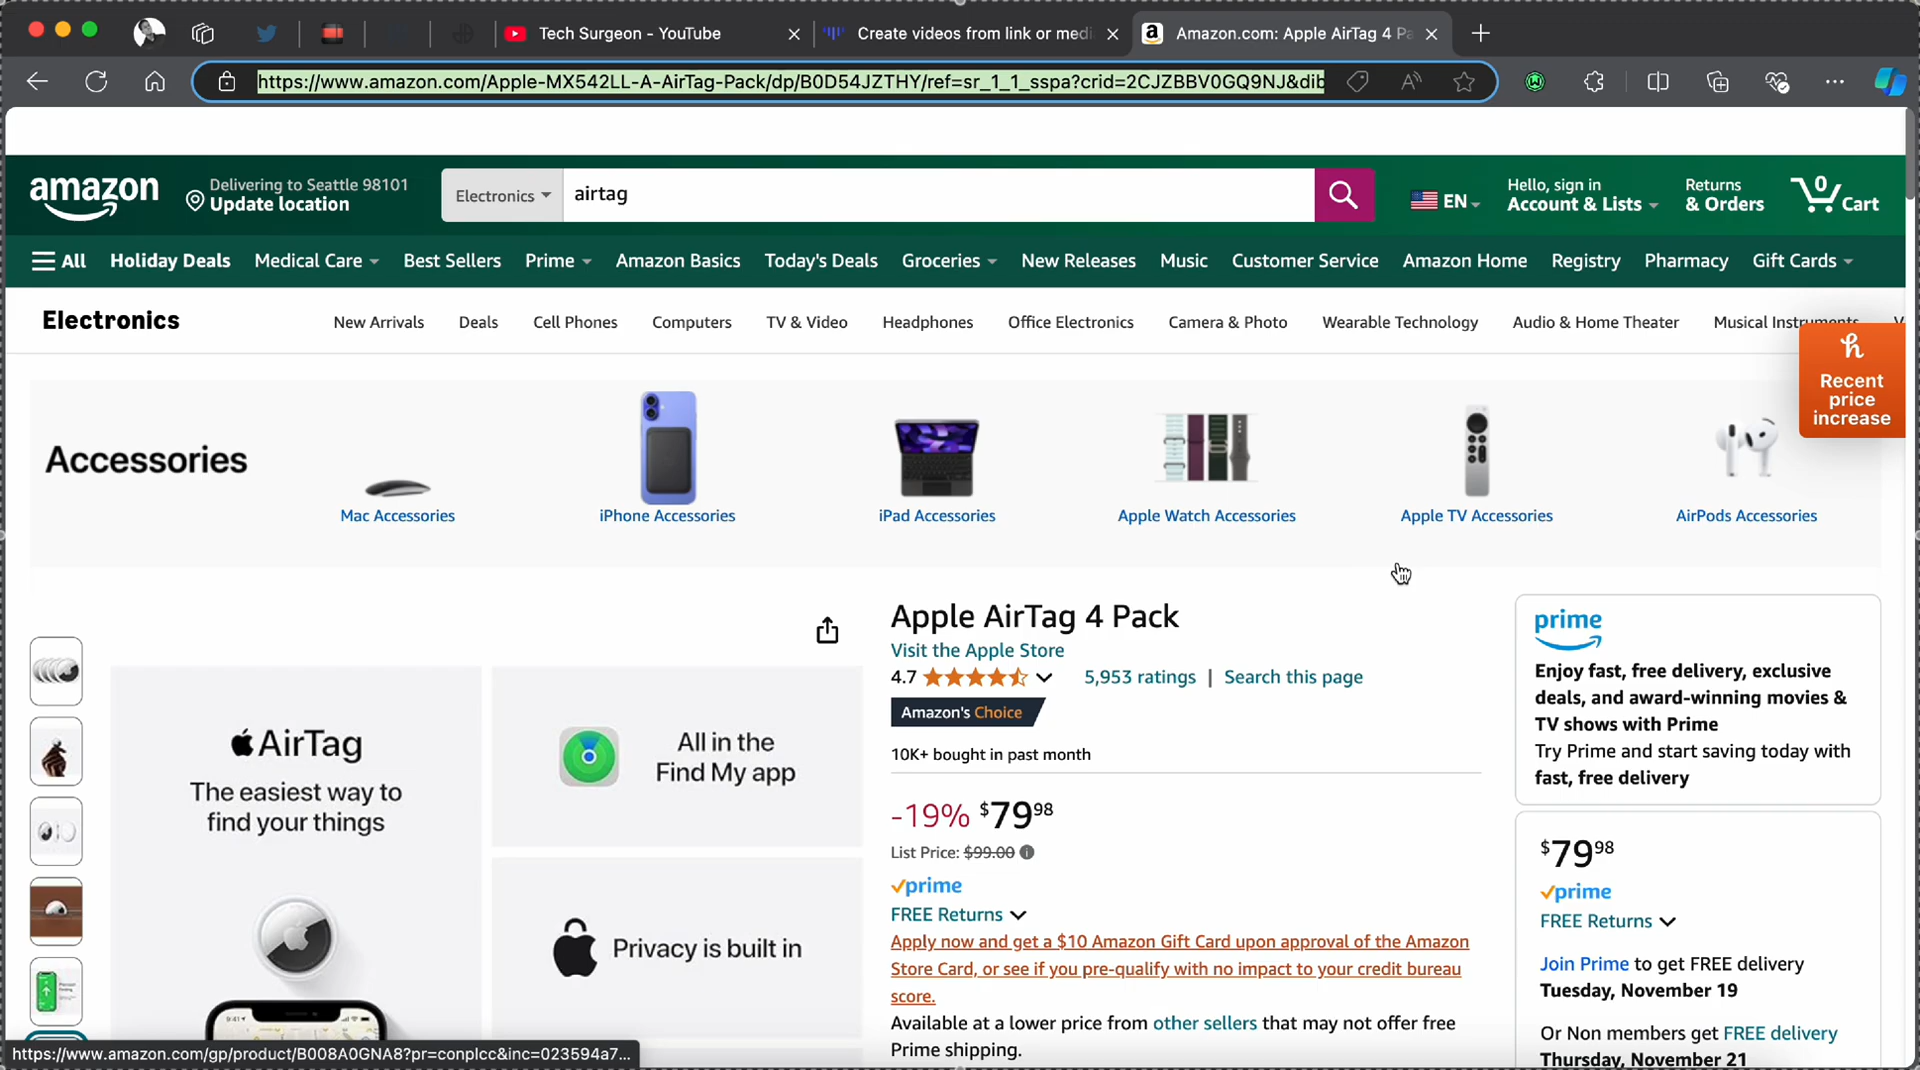 Tech Surgeon - YouTube
Create videos from link or medi
Amazon.com: Apple AirTag 4 Pa
https://www.amazon.com/Apple-MX542LL-A-AirTag-Pack/dp/B0D54JZTHY/ref=sr_1_1_sspa?crid=2CJZBBV0GQ9NJ&dib
amazon
Delivering to Seattle 98101
Update location
Electronics
airtag
EN
Hello, sign in
Account & Lists
Returns
& Orders
0
Cart
All
Holiday Deals
Medical Care
Best Sellers
Prime
Amazon Basics
Today's Deals
Groceries
New Releases
Music
Customer Service
Amazon Home
Registry
Pharmacy
Gift Cards
Electronics
New Arrivals
Deals
Cell Phones
Computers
TV & Video
Headphones
Office Electronics
Camera & Photo
Wearable Technology
Audio & Home Theater
Musical Instruments
Recent
price
increase
Accessories
Mac Accessories
iPhone Accessories
iPad Accessories
Apple Watch Accessories
Apple TV Accessories
AirPods Accessories
AirTag
The easiest way to
find your things
9:41
All in the
Find My app
Privacy is built in
Apple AirTag 4 Pack
Visit the Apple Store
4.7
5,953 ratings | Search this page
Amazon's Choice
10K+ bought in past month
-19% $79.98
List Price: $99.00
prime
FREE Returns
Apply now and get a $10 Amazon Gift Card upon approval of the Amazon
Store Card, or see if you pre-qualify with no impact to your credit bureau
score.
Available at a lower price from other sellers that may not offer free
Prime shipping.
prime
Enjoy fast, free delivery, exclusive
deals, and award-winning movies &
TV shows with Prime
Try Prime and start saving today with
fast, free delivery
$79.98
prime
FREE Returns
Join Prime to get FREE delivery
Tuesday, November 19
Or Non members get FREE delivery
Thursday, November 21
https://www.amazon.com/gp/product/B008A0GNA8?pr=conplcc&inc=023594a7...